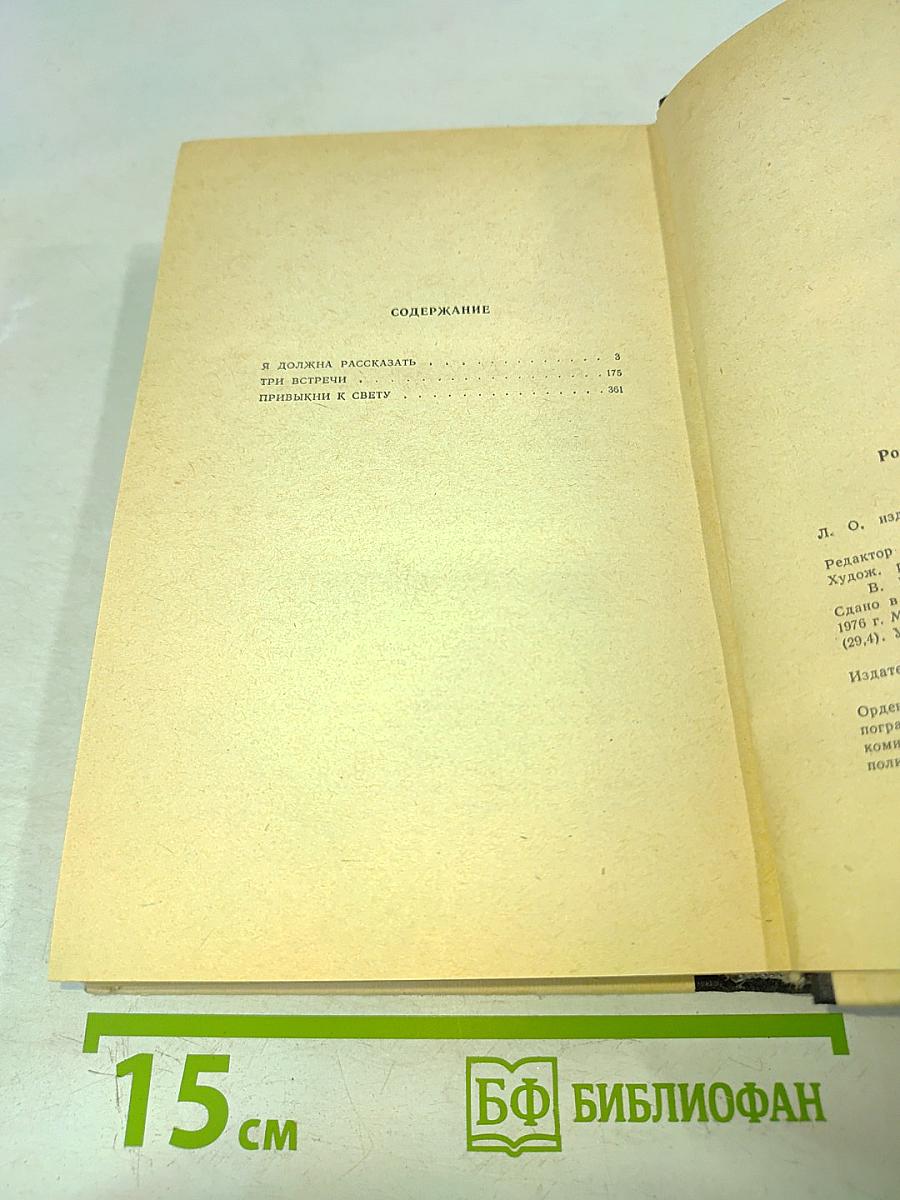 СОДЕРЖАНИЕ
Я ДОЛЖНА РАССКАЗАТЬ . . . . . . . . . . . . . 3
ТРИ ВСТРЕЧИ . . . . . . . . . . . . . . . . . . 175
ПРИВЫКНИ К СВЕТУ . . . . . . . . . . . . . . . 361
Ро
Л. О. изд
Редактор
Худож.
В.
Сдано в
1976 г. М
(29,4). У
Издате
Орден
погра
коми
поли
15 см
БФ БИБЛИОФАН